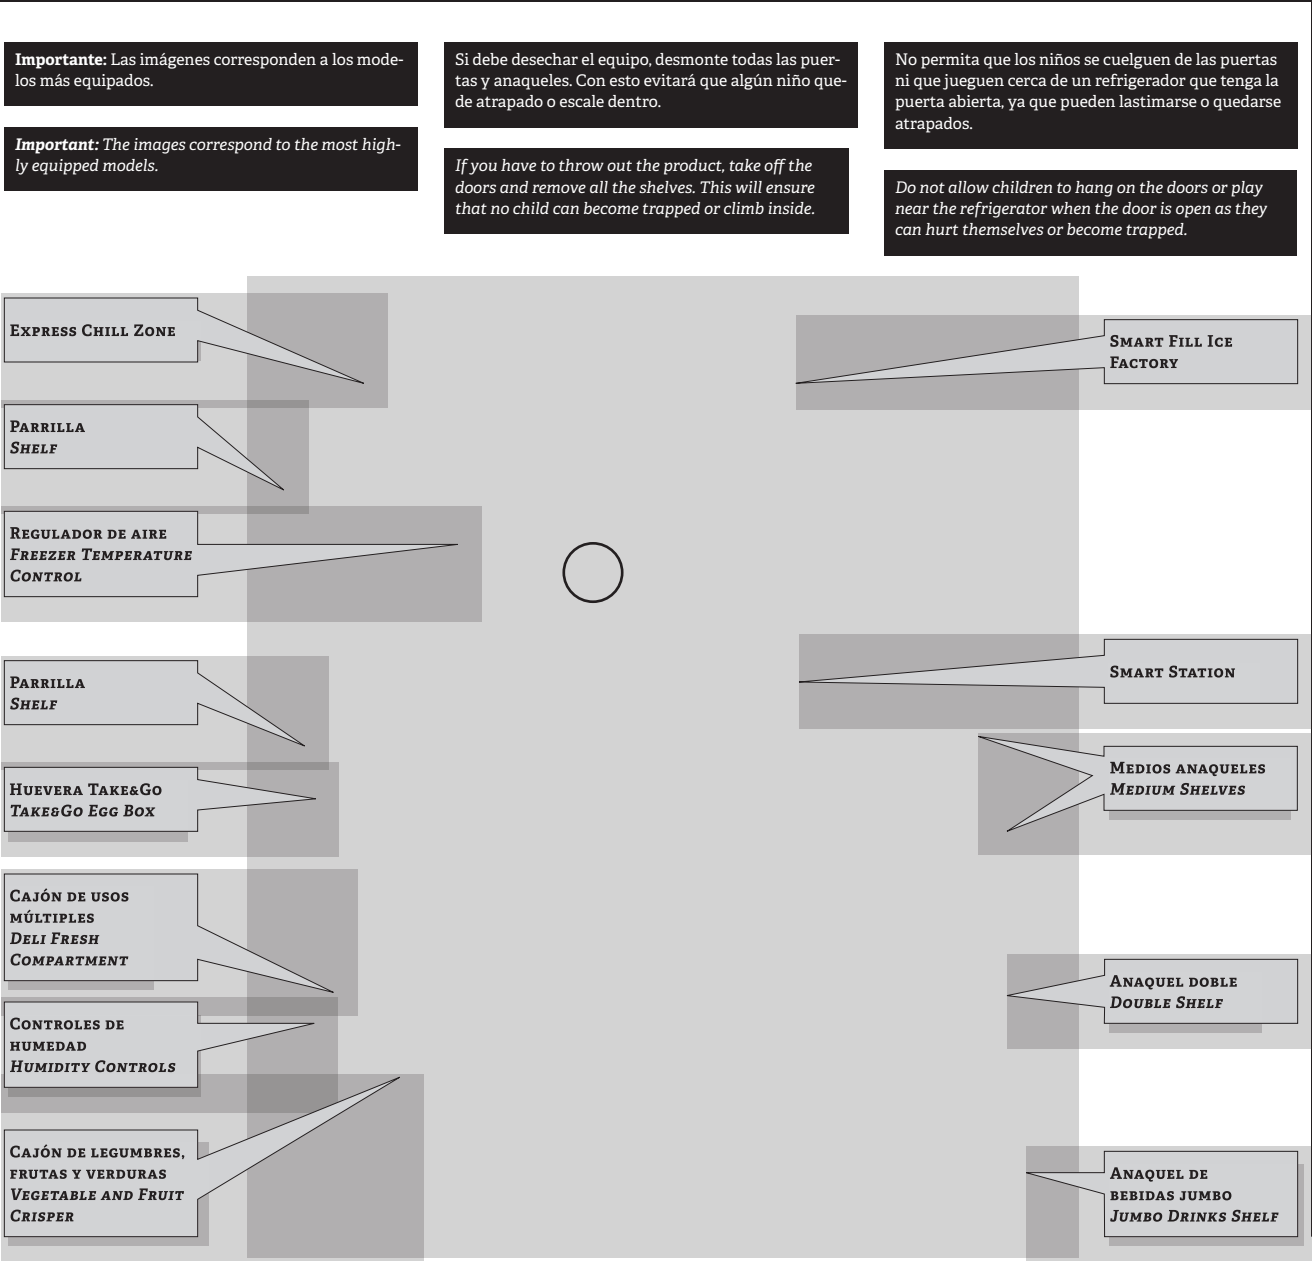 Importante: Las imágenes corresponden a los mode-
los más equipados.
Important: The images correspond to the most high-
ly equipped models.
Si debe desechar el equipo, desmonte todas las puer-
tas y anaqueles. Con esto evitará que algún niño que-
de atrapado o escale dentro.
If you have to throw out the product, take off the
doors and remove all the shelves. This will ensure
that no child can become trapped or climb inside.
No permita que los niños se cuelguen de las puertas
ni que jueguen cerca de un refrigerador que tenga la
puerta abierta, ya que pueden lastimarse o quedarse
atrapados.
Do not allow children to hang on the doors or play
near the refrigerator when the door is open as they
can hurt themselves or become trapped.
Express Chill Zone
Parrilla
Shelf
Regulador de aire
Freezer Temperature
Control
Parrilla
Shelf
Huevera Take&Go
Take&Go Egg Box
Cajón de usos
múltiples
Deli Fresh
Compartment
Controles de
humedad
Humidity Controls
Cajón de legumbres,
frutas y verduras
Vegetable and Fruit
Crisper
Smart Fill Ice
Factory
Smart Station
Medios anaqueles
Medium Shelves
Anaquel doble
Double Shelf
Anaquel de
bebidas jumbo
Jumbo Drinks Shelf